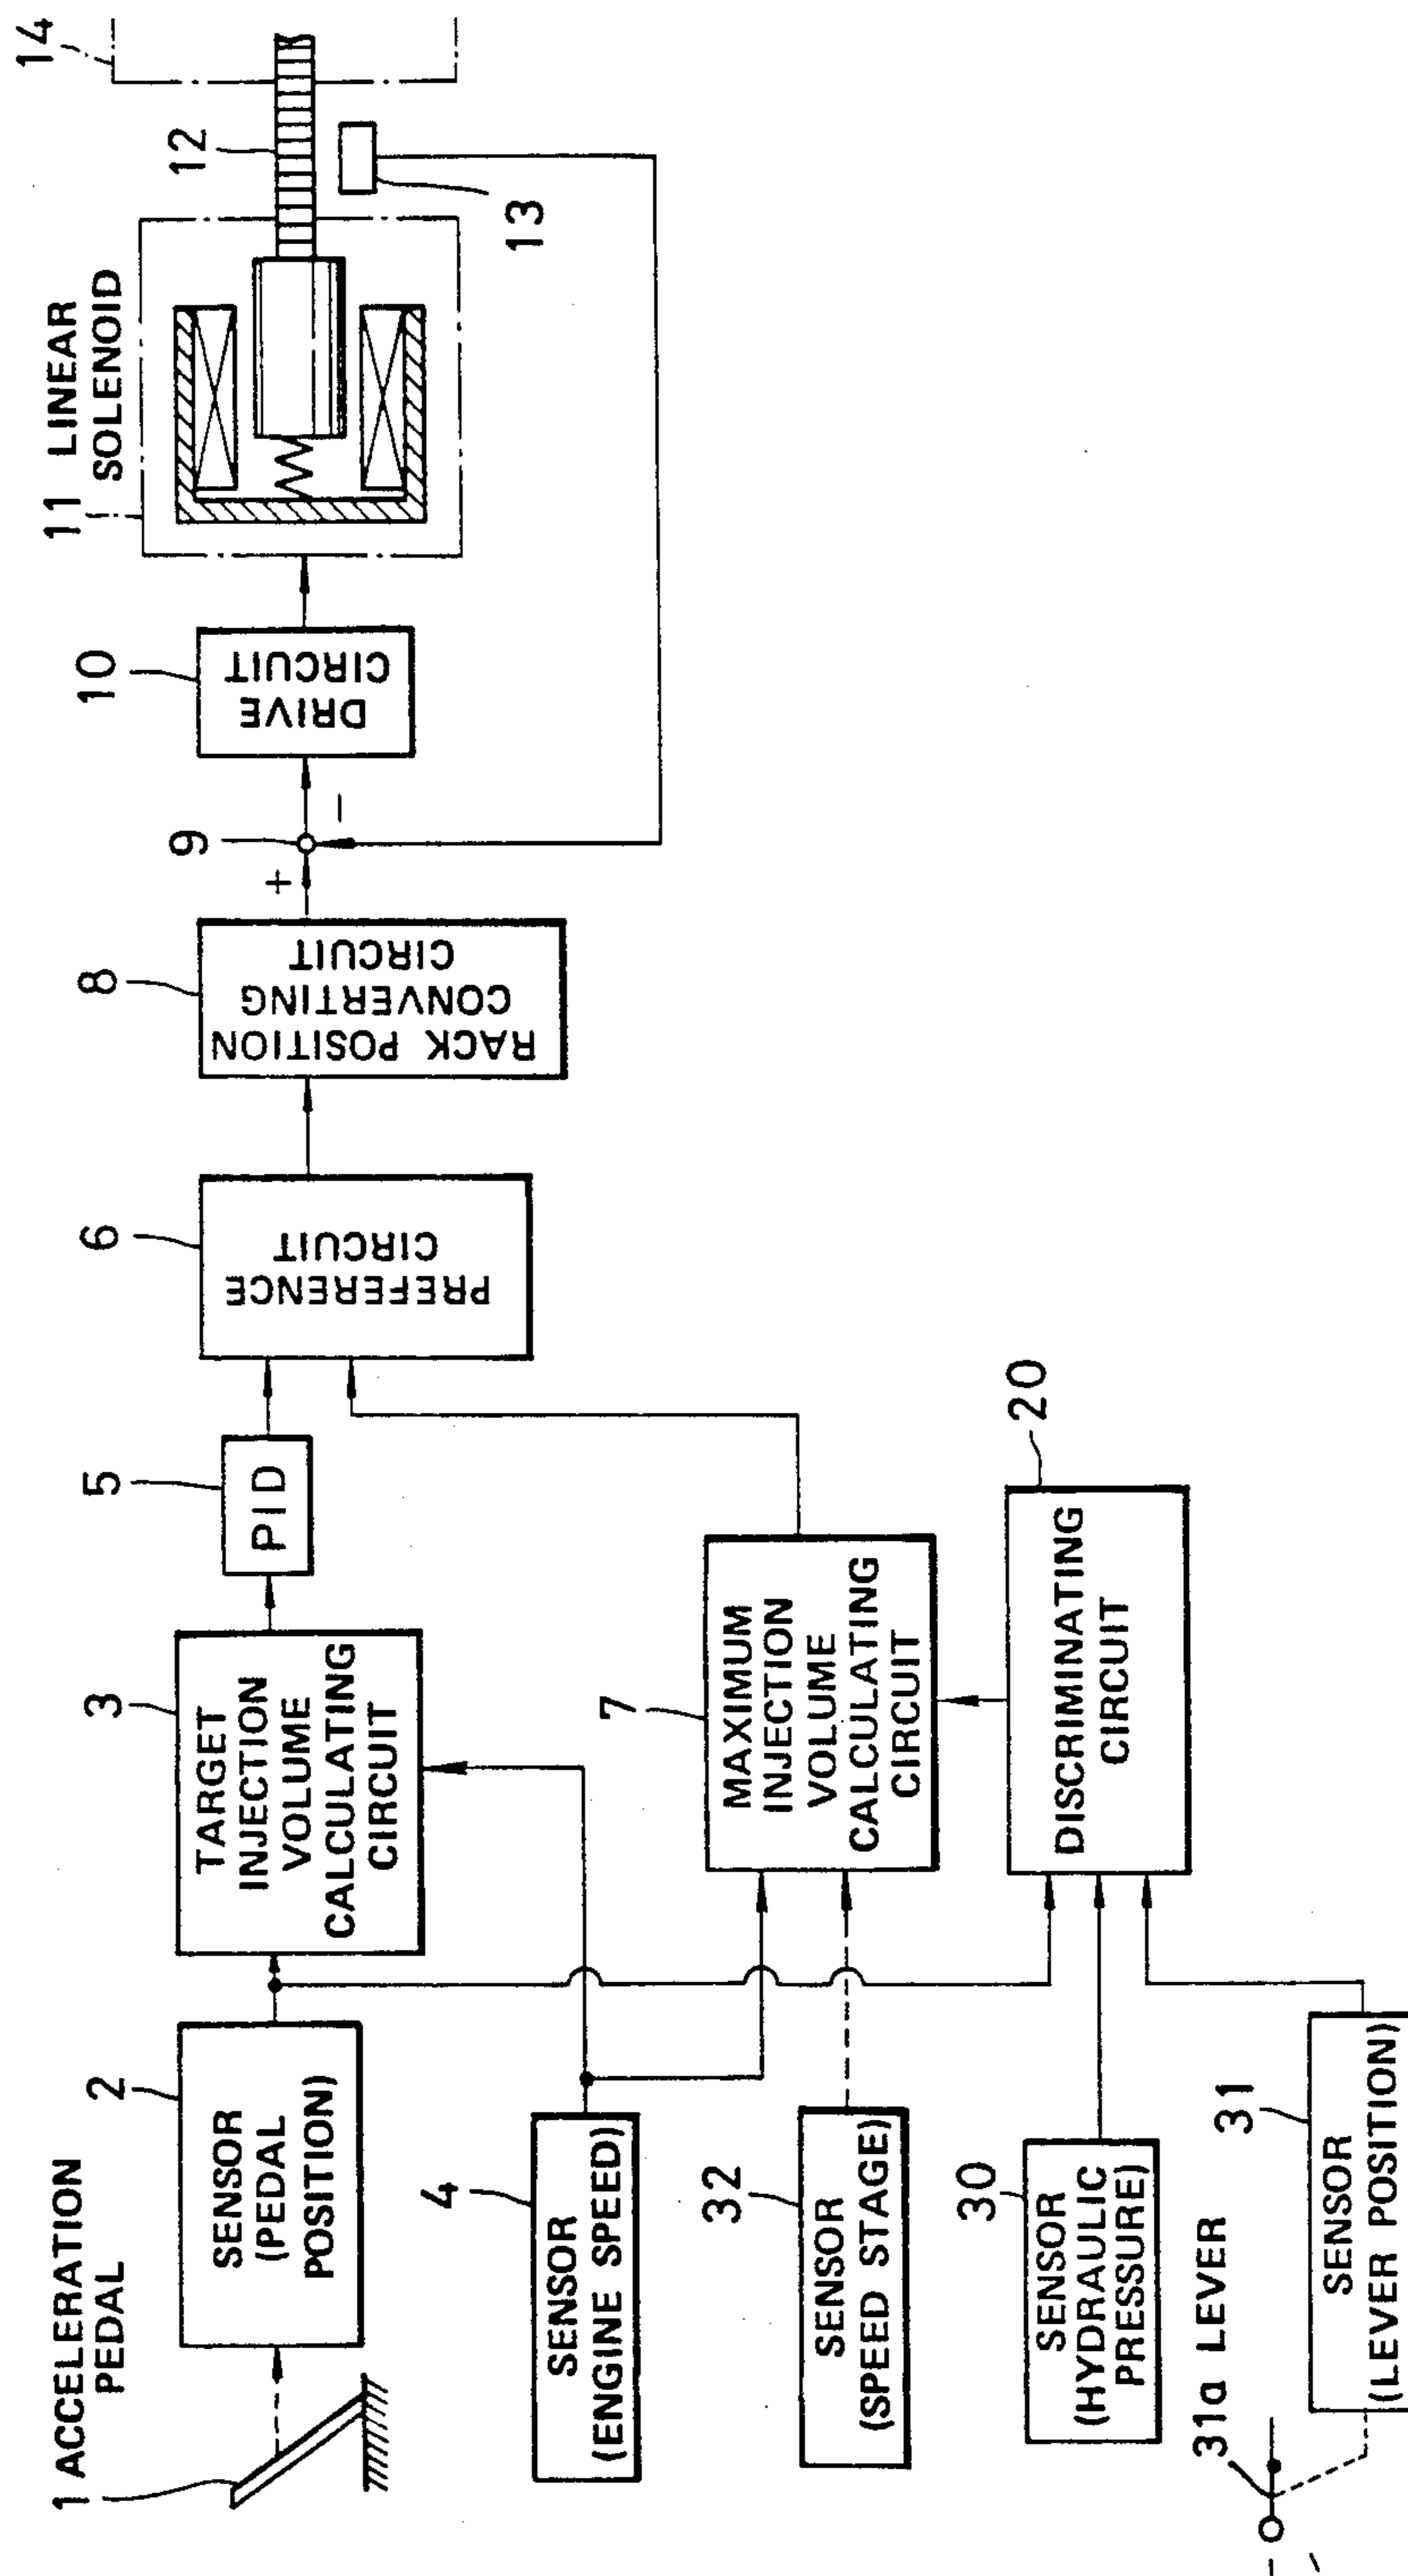 1 ACCELERATION
PEDAL
2
SENSOR
(PEDAL
POSITION)
3
TARGET
INJECTION
VOLUME
CALCULATING
CIRCUIT
5
PID
6
PREFERENCE
CIRCUIT
8
RACK POSITION
CONVERTING
CIRCUIT
9
+
−
10
DRIVE
CIRCUIT
11 LINEAR
SOLENOID
12
13
14
4
SENSOR
(ENGINE SPEED)
7
MAXIMUM
INJECTION
VOLUME
CALCULATING
CIRCUIT
32
SENSOR
(SPEED STAGE)
20
DISCRIMINATING
CIRCUIT
30
SENSOR
(HYDRAULIC
PRESSURE)
31a LEVER
31
SENSOR
(LEVER POSITION)